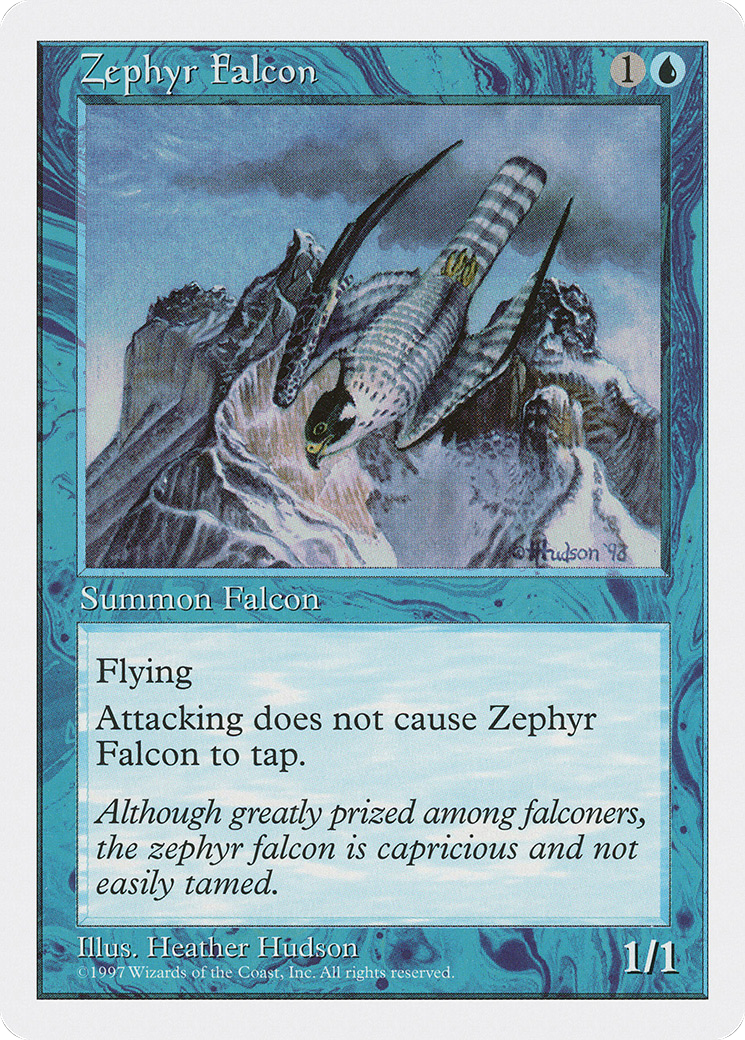 Zephyr Falcon 1
Hudson
Summon Falcon
Flying
Attacking does not cause Zephyr
Falcon to tap.
Although greatly prized among falconers,
the zephyr falcon is capricious and not
easily tamed.
Illus. Heather Hudson
©1997 Wizards of the Coast, Inc. All rights reserved.
1/1